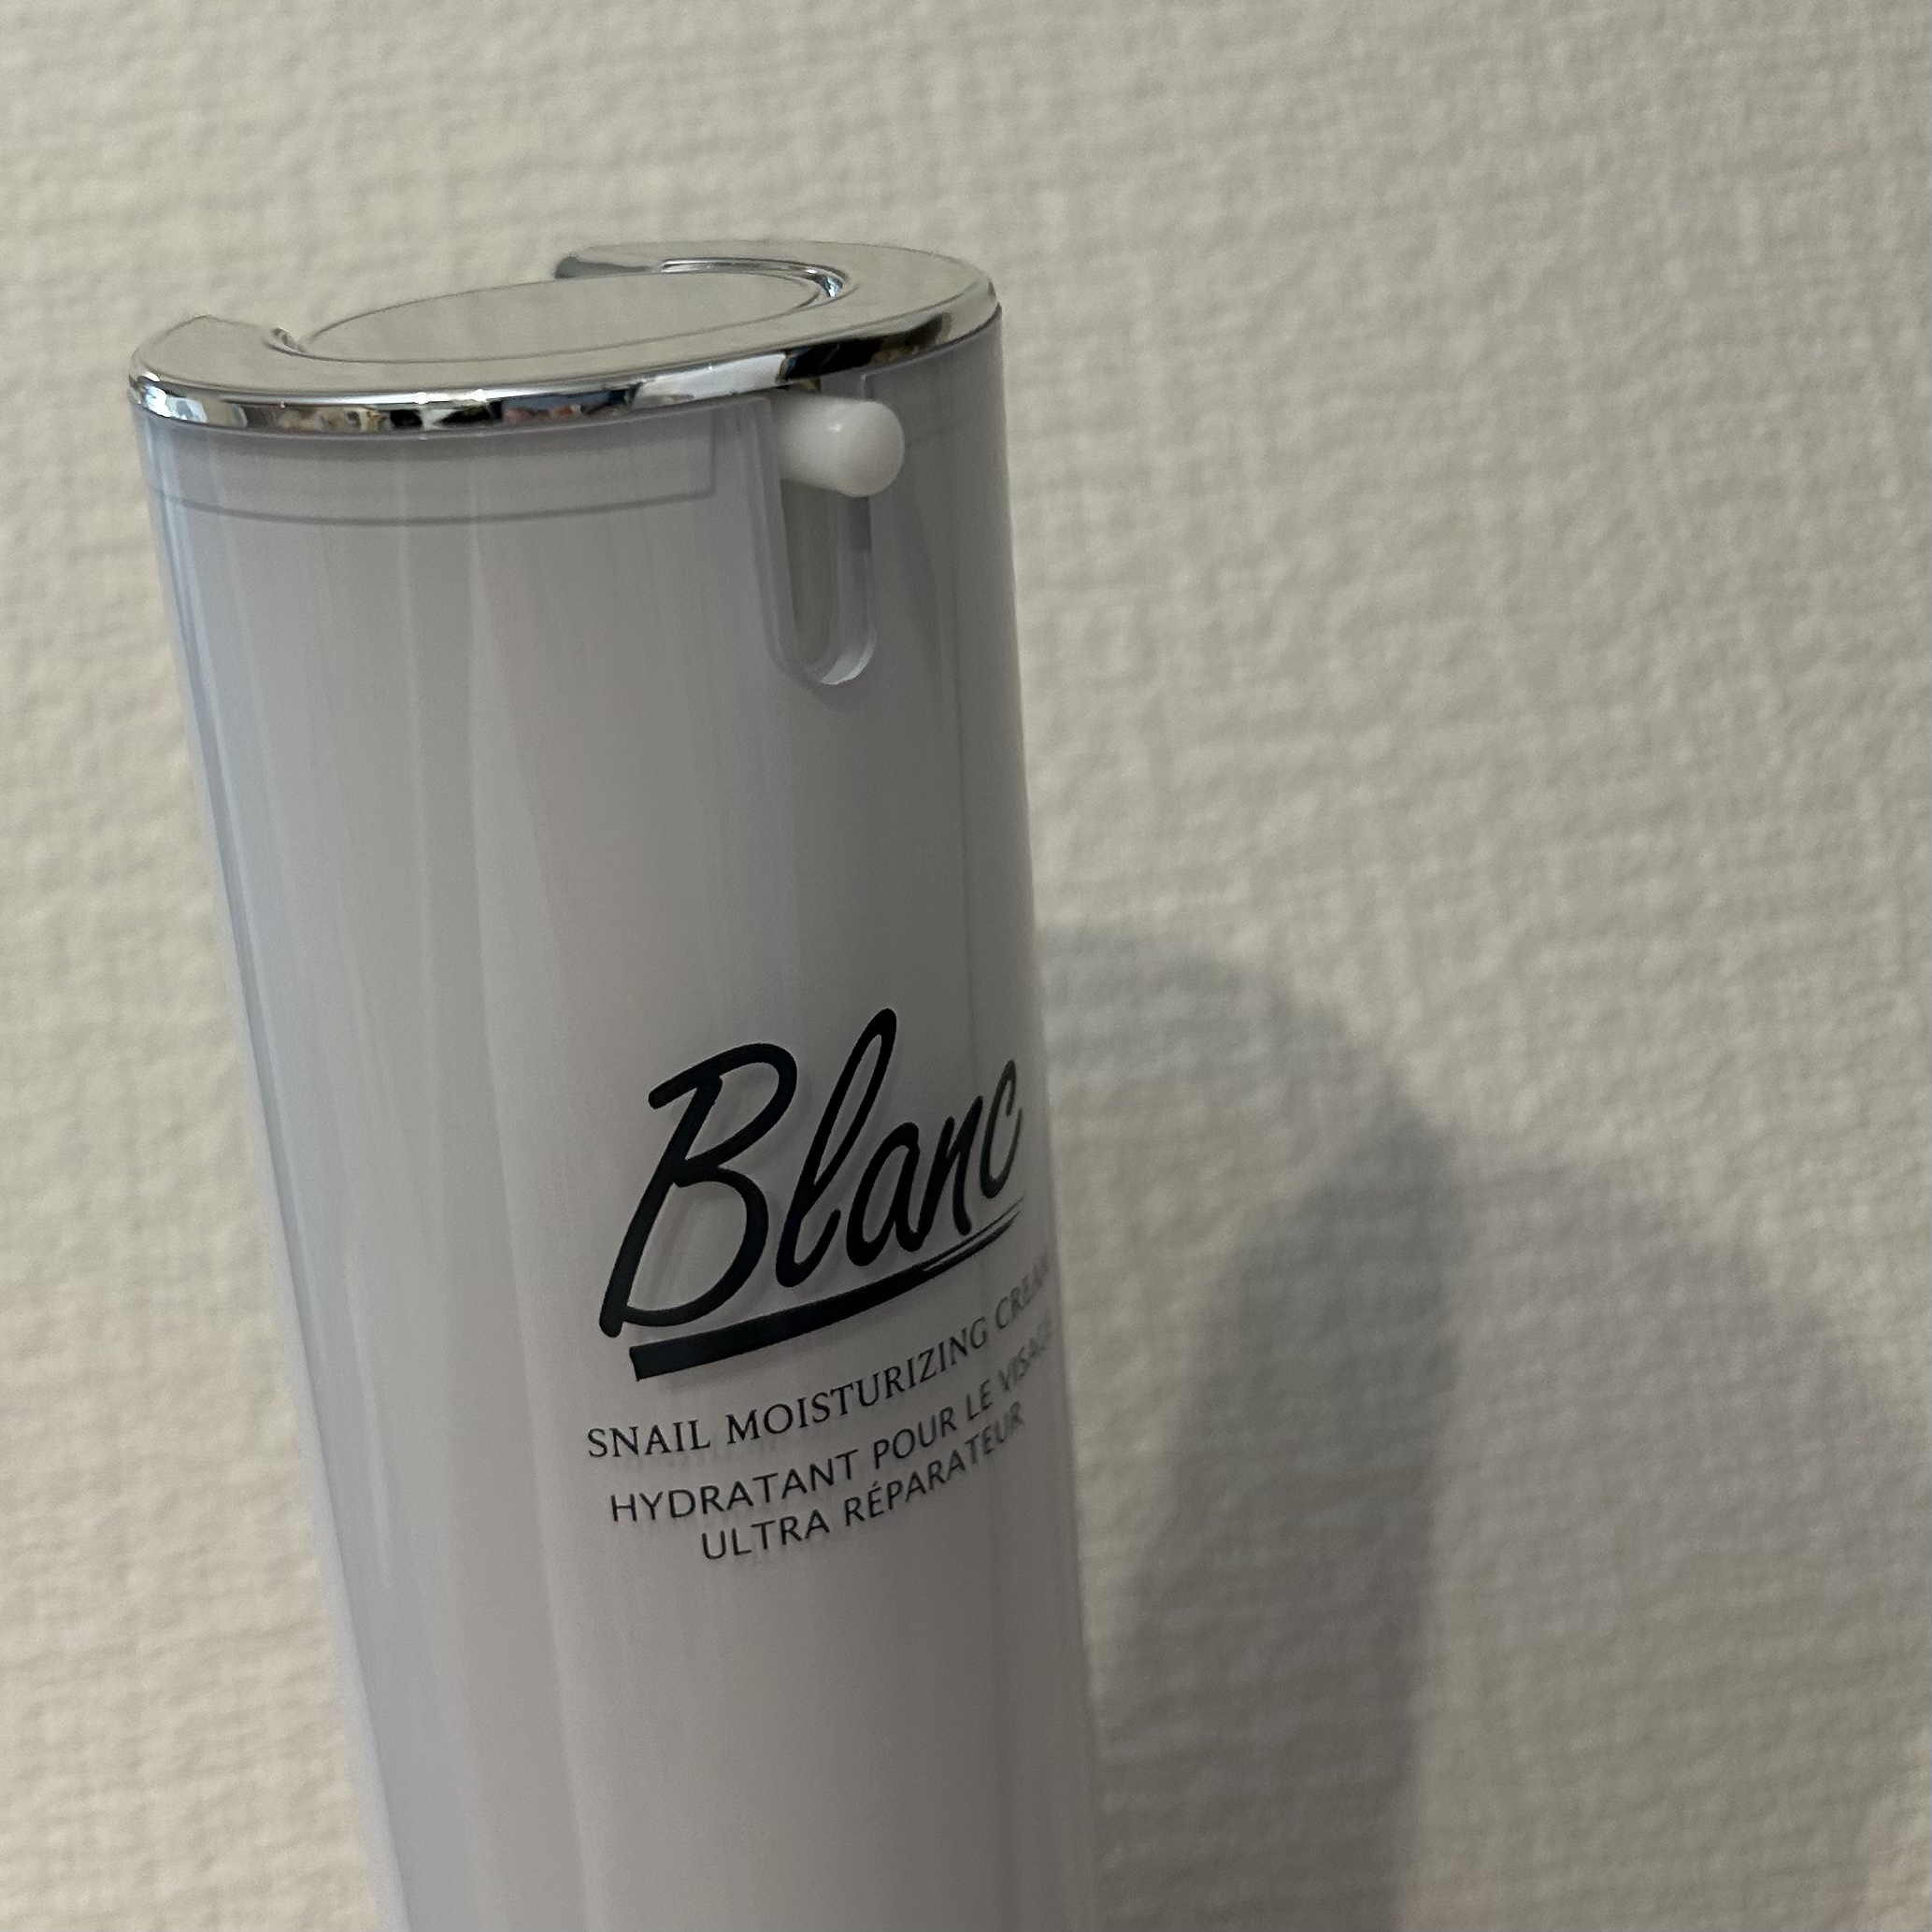 Blanc
SNAIL MOISTURIZING CREAM
HYDRATANT POUR LE VISAGE
ULTRA RÉPARATEUR